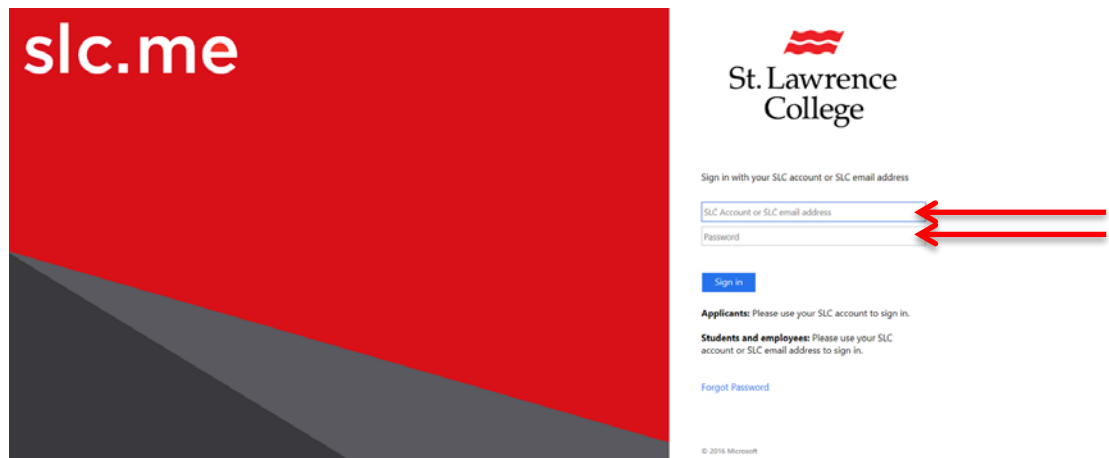 slc.me
St. Lawrence
College
Sign in with your SLC account or SLC email address
SLC Account or SLC email address
Password
Sign in
Applicants: Please use your SLC account to sign in.
Students and employees: Please use your SLC
account or SLC email address to sign in.
Forgot Password
© 2016 Microsoft